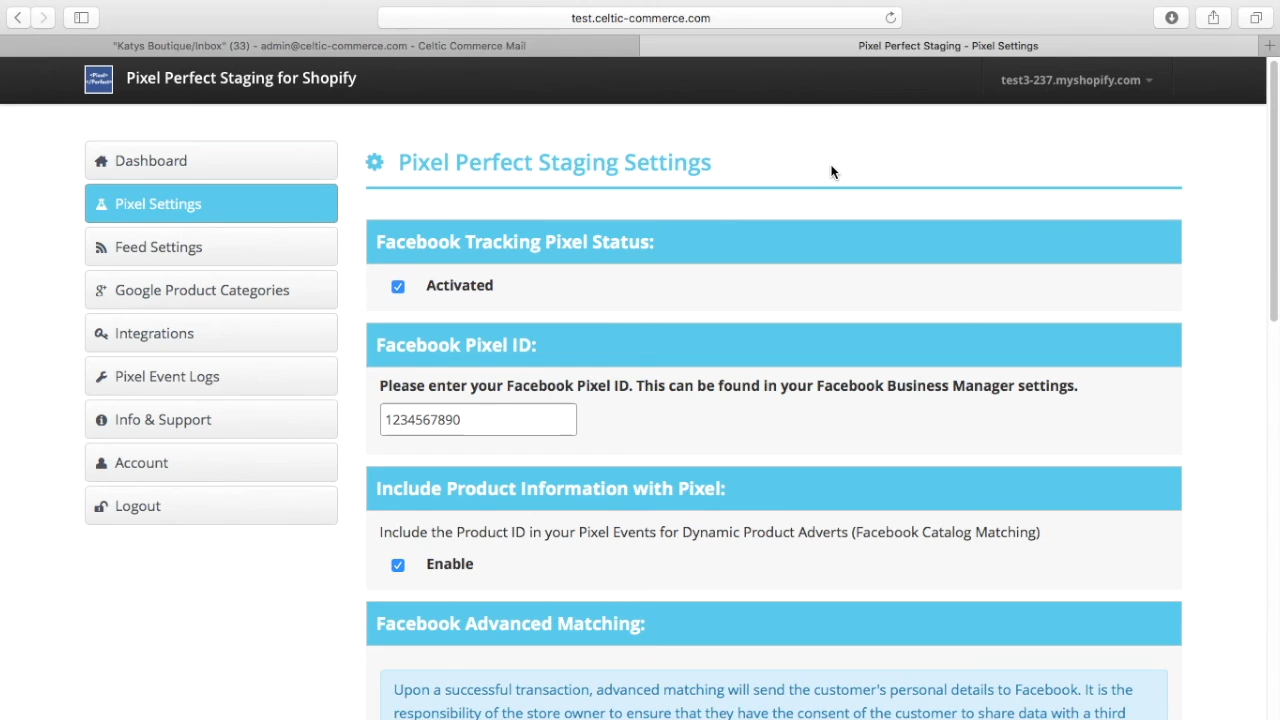 test.celtic-commerce.com
"Katys Boutique/Inbox" (33) - admin@celtic-commerce.com - Celtic Commerce Mail
Pixel Perfect Staging - Pixel Settings
<Pixel>
</Perfect>
Pixel Perfect Staging for Shopify
test3-237.myshopify.com
Dashboard
Pixel Settings
Feed Settings
Google Product Categories
Integrations
Pixel Event Logs
Info & Support
Account
Logout
Pixel Perfect Staging Settings
Facebook Tracking Pixel Status:
Activated
Facebook Pixel ID:
Please enter your Facebook Pixel ID. This can be found in your Facebook Business Manager settings.
1234567890
Include Product Information with Pixel:
Include the Product ID in your Pixel Events for Dynamic Product Adverts (Facebook Catalog Matching)
Enable
Facebook Advanced Matching:
Upon a successful transaction, advanced matching will send the customer's personal details to Facebook. It is the
responsibility of the store owner to ensure that they have the consent of the customer to share data with a third